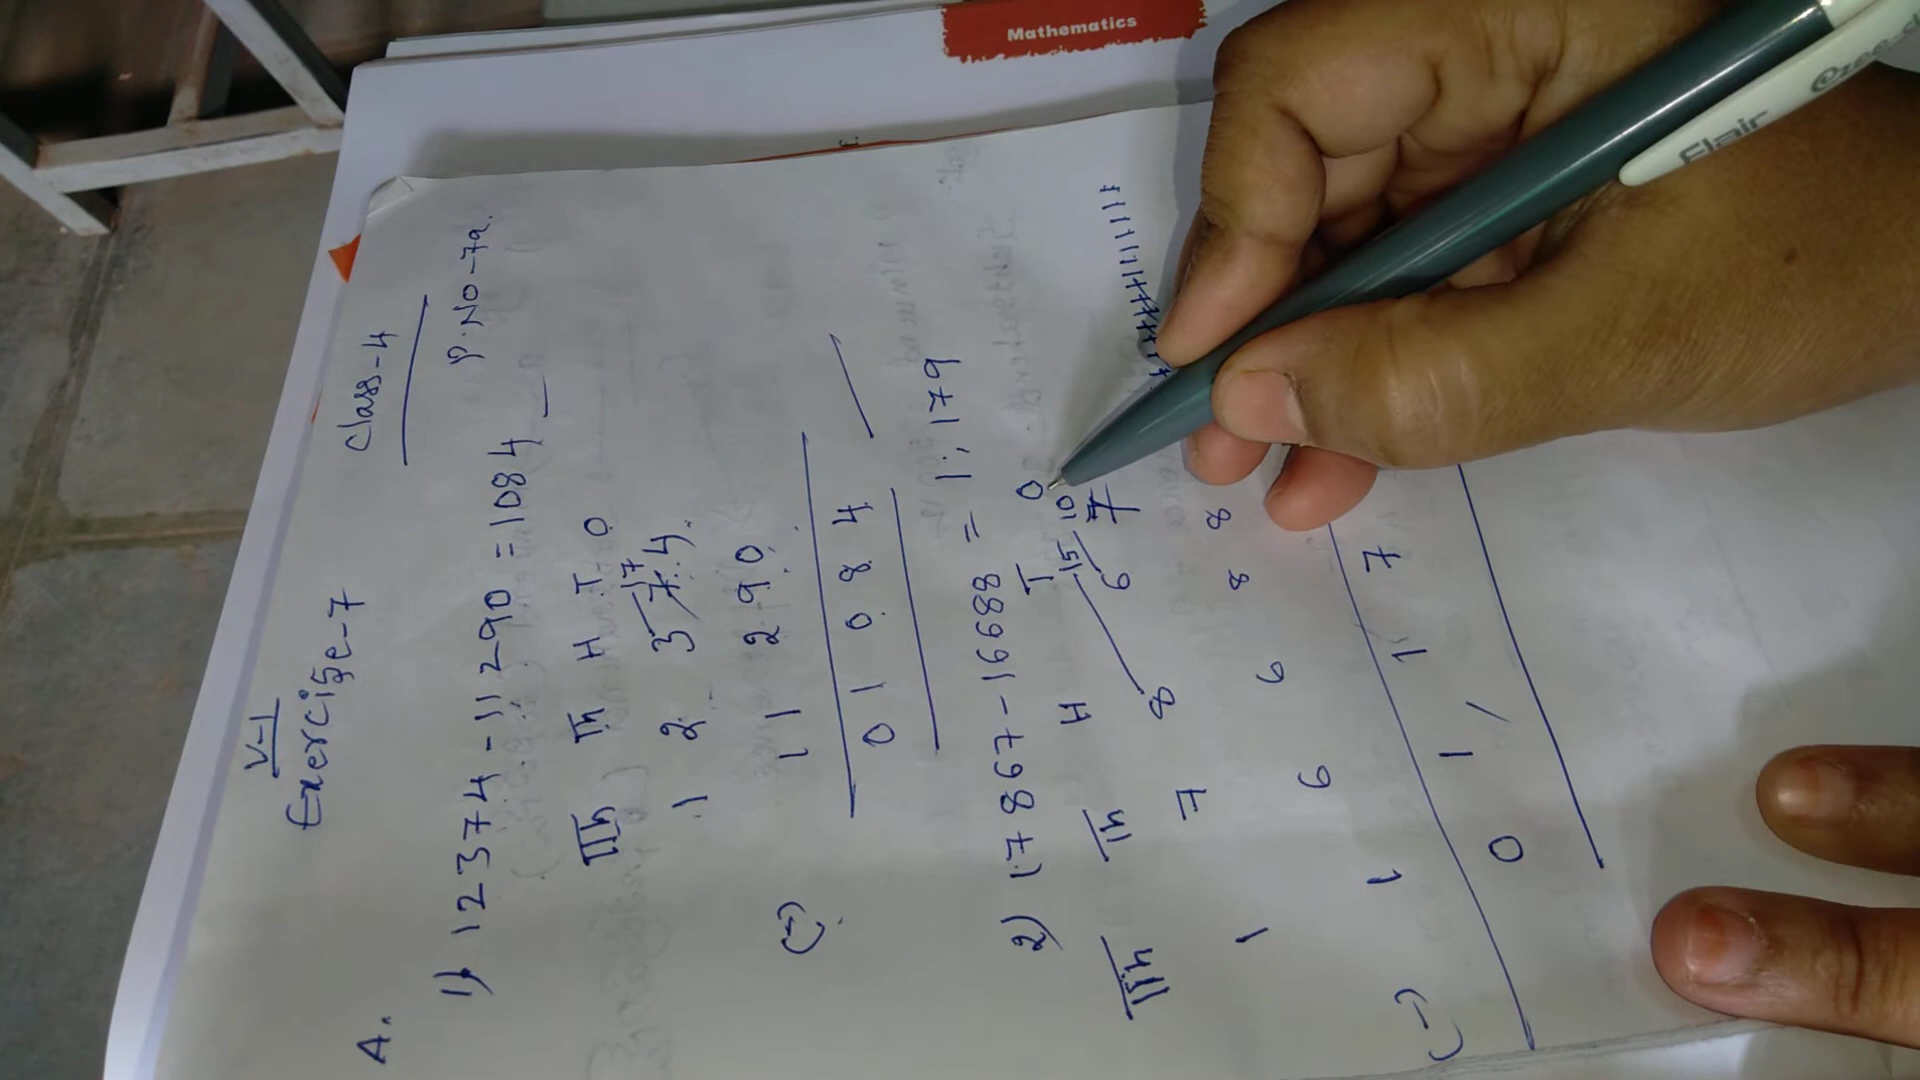 Mathematics
V-1
Exercise-7
Class-4
A.
P.No-79.
1) 12374-11290=1084
TTh Th H T O
17
1 2 3 7 4
(-) 1 1 2 9 0
0 1 0 8 4
2) 17867-16688 = 1,179
TTh Th H T O
15 10
1 7 8 6 7
(-) 1 6 6 8 8
0 1 1 7
Flair